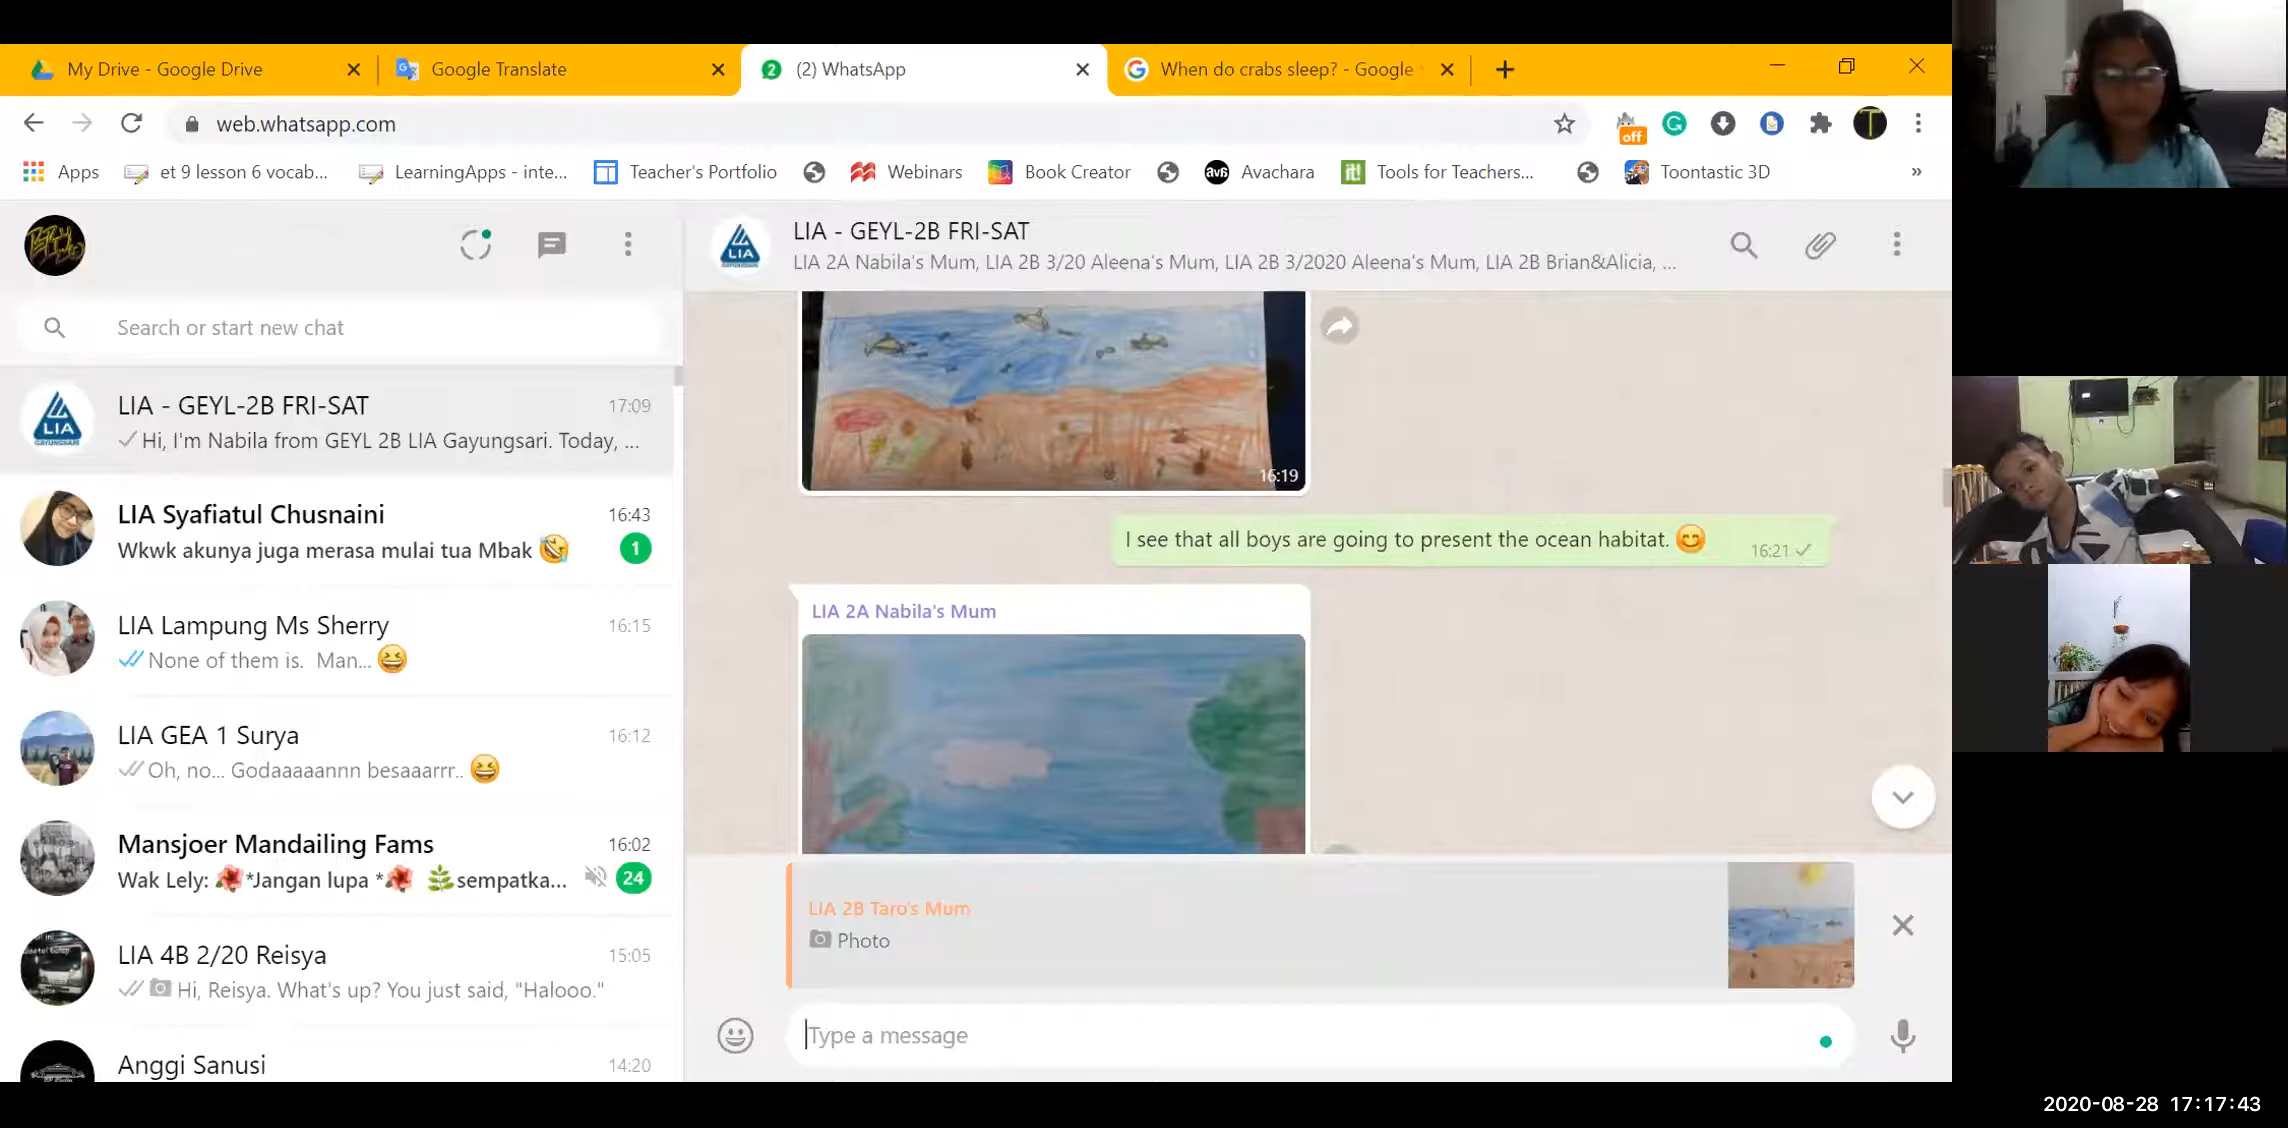 My Drive - Google Drive
Google Translate
2 (2) WhatsApp
When do crabs sleep? - Google
web.whatsapp.com
off
T
Apps
et 9 lesson 6 vocab...
LearningApps - inte...
Teacher's Portfolio
Webinars
Book Creator
ava Avachara
it! Tools for Teachers...
Toontastic 3D
»
LIA
LIA - GEYL-2B FRI-SAT
LIA 2A Nabila's Mum, LIA 2B 3/20 Aleena's Mum, LIA 2B 3/2020 Aleena's Mum, LIA 2B Brian&Alicia, ...
Search or start new chat
LIA
GAYUNGSARI
LIA - GEYL-2B FRI-SAT 17:09
Hi, I'm Nabila from GEYL 2B LIA Gayungsari. Today, ...
LIA Syafiatul Chusnaini 16:43
Wkwk akunya juga merasa mulai tua Mbak 🤣 1
LIA Lampung Ms Sherry 16:15
None of them is. Man... 😆
LIA GEA 1 Surya 16:12
Oh, no... Godaaaaannn besaaarrr.. 😆
Mansjoer Mandailing Fams 16:02
Wak Lely: 🌺*Jangan lupa *🌺 🌿sempatka... 24
LIA 4B 2/20 Reisya 15:05
Hi, Reisya. What's up? You just said, "Halooo."
Anggi Sanusi 14:20
16:19
I see that all boys are going to present the ocean habitat. 😊 16:21
LIA 2A Nabila's Mum
LIA 2B Taro's Mum
Photo
Type a message
2020-08-28 17:17:43